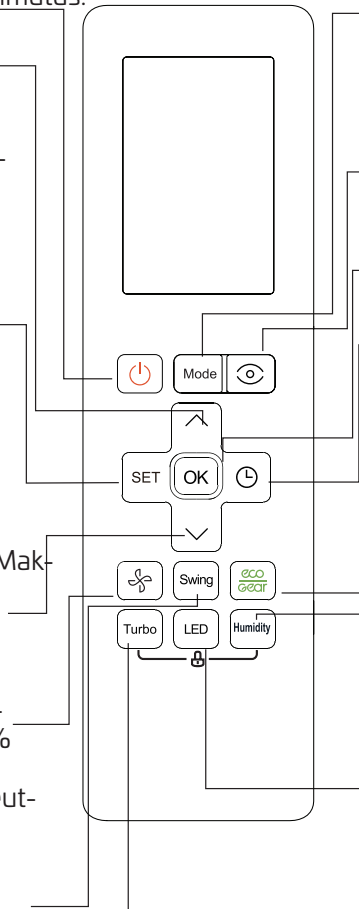 imatas.
-
Mode
SET OK
Mak-
Swing eco
gear
Turbo LED Humidity
-
%
Out-